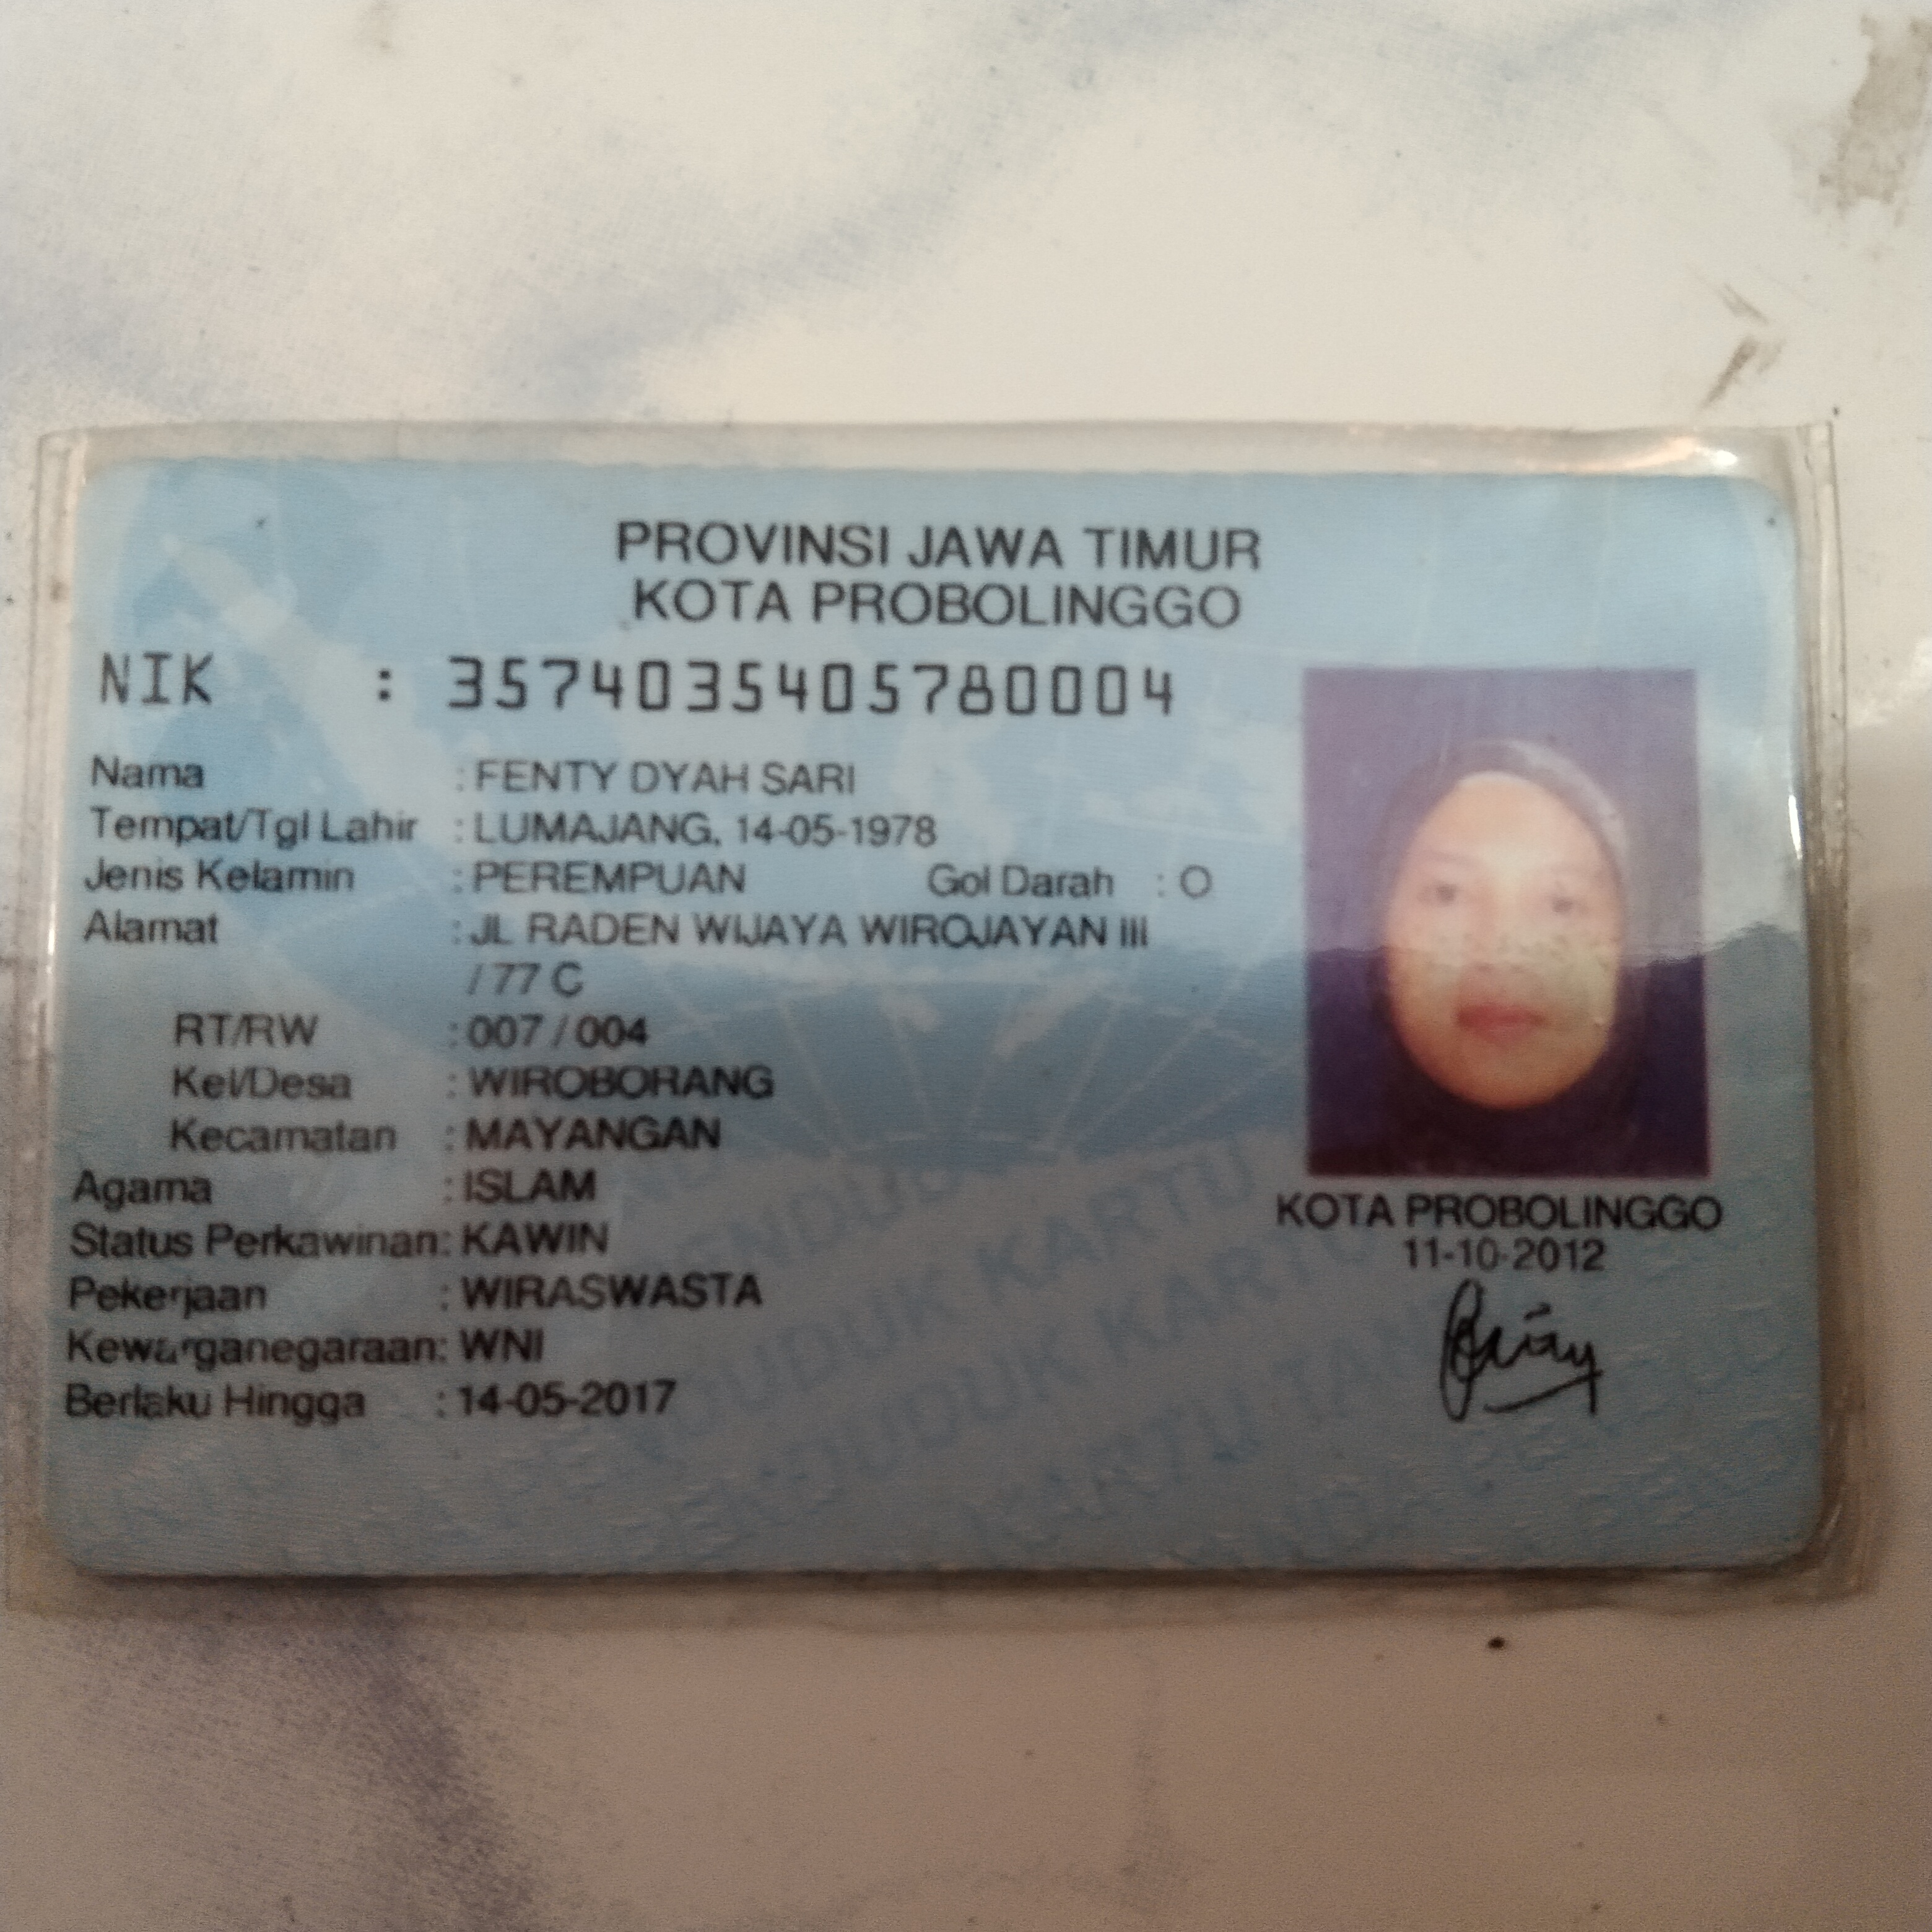 PROVINSI JAWA TIMUR
KOTA PROBOLINGGO
NIK : 3574035405780004
Nama : FENTY DYAH SARI
Tempat/Tgl Lahir : LUMAJANG, 14-05-1978
Jenis Kelamin : PEREMPUAN Gol Darah : O
Alamat : JL RADEN WIJAYA WIROJAYAN III
/ 77 C
RT/RW : 007 / 004
Kel/Desa : WIROBORANG
Kecamatan : MAYANGAN
Agama : ISLAM
Status Perkawinan: KAWIN
Pekerjaan : WIRASWASTA
Kewarganegaraan: WNI
Berlaku Hingga : 14-05-2017
KOTA PROBOLINGGO
11-10-2012